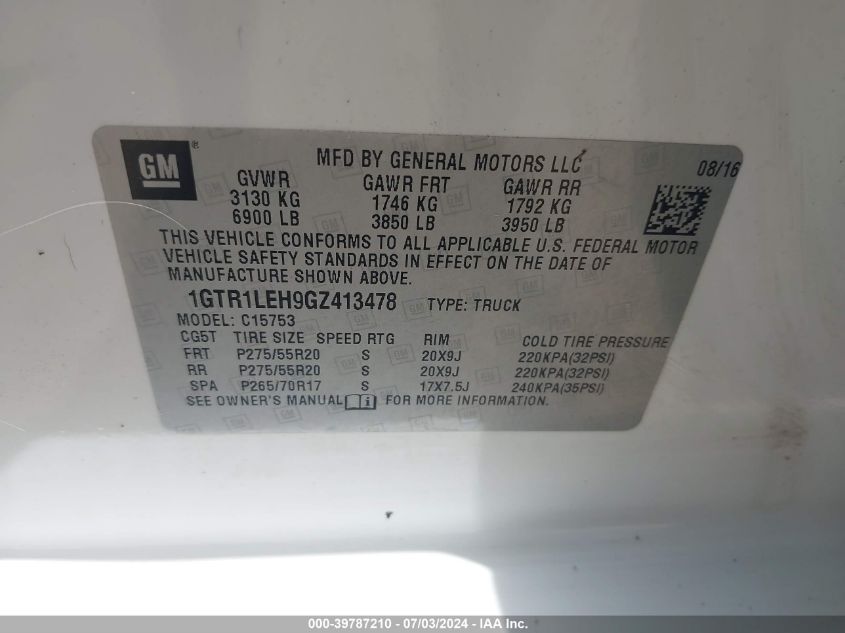 GM ®
MFD BY GENERAL MOTORS LLC 08/16
GVWR GAWR FRT GAWR RR
3130 KG 1746 KG 1792 KG
6900 LB 3850 LB 3950 LB
THIS VEHICLE CONFORMS TO ALL APPLICABLE U.S. FEDERAL MOTOR
VEHICLE SAFETY STANDARDS IN EFFECT ON THE DATE OF
MANUFACTURE SHOWN ABOVE.
1GTR1LEH9GZ413478 TYPE: TRUCK
MODEL: C15753
CG5T TIRE SIZE SPEED RTG RIM COLD TIRE PRESSURE
FRT P275/55R20 S 20X9J 220KPA(32PSI)
RR P275/55R20 S 20X9J 220KPA(32PSI)
SPA P265/70R17 S 17X7.5J 240KPA(35PSI)
SEE OWNER'S MANUAL i FOR MORE INFORMATION.
000-39787210 - 07/03/2024 - © Copyright IAA, Inc.